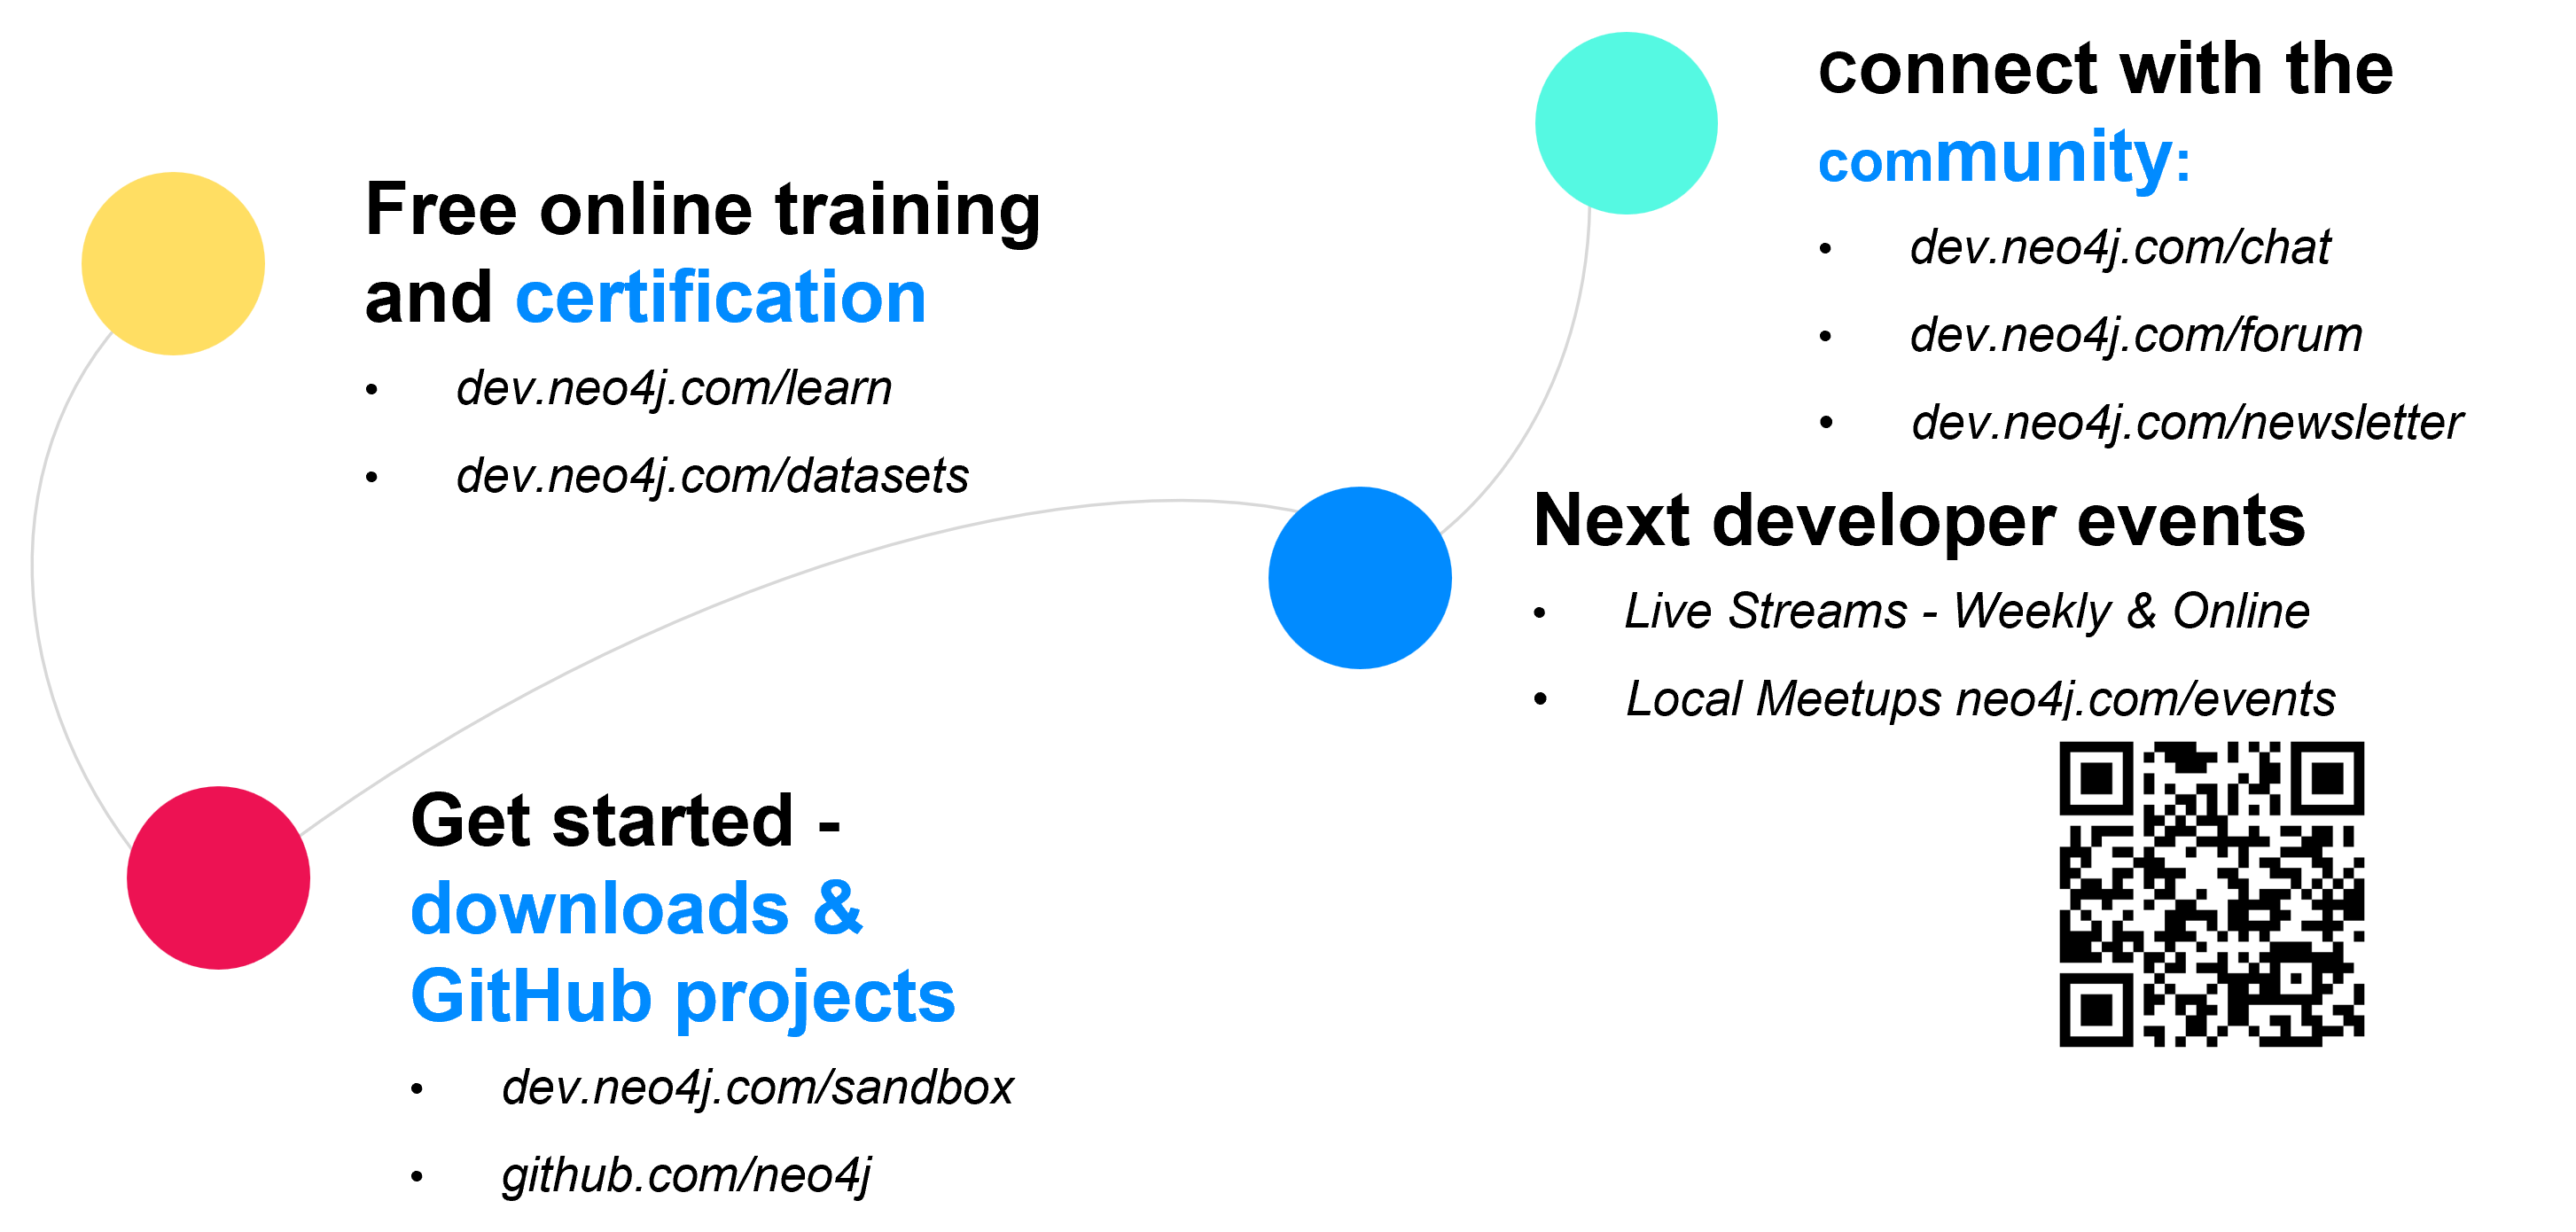 Free online training
and certification
• dev.neo4j.com/learn
• dev.neo4j.com/datasets
Get started -
downloads &
GitHub projects
• dev.neo4j.com/sandbox
• github.com/neo4j
Connect with the
community:
• dev.neo4j.com/chat
• dev.neo4j.com/forum
• dev.neo4j.com/newsletter
Next developer events
• Live Streams - Weekly & Online
• Local Meetups neo4j.com/events